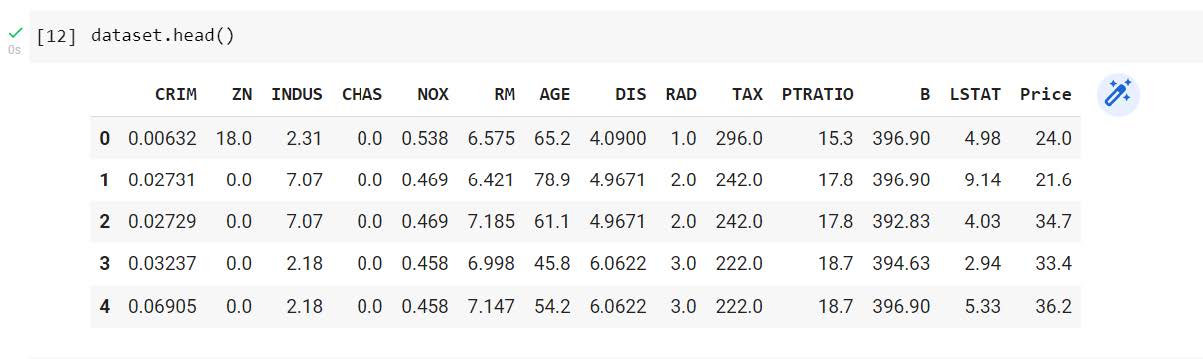 [12] dataset.head()
0s
CRIM ZN INDUS CHAS NOX RM AGE DIS RAD TAX PTRATIO B LSTAT Price
0 0.00632 18.0 2.31 0.0 0.538 6.575 65.2 4.0900 1.0 296.0 15.3 396.90 4.98 24.0
1 0.02731 0.0 7.07 0.0 0.469 6.421 78.9 4.9671 2.0 242.0 17.8 396.90 9.14 21.6
2 0.02729 0.0 7.07 0.0 0.469 7.185 61.1 4.9671 2.0 242.0 17.8 392.83 4.03 34.7
3 0.03237 0.0 2.18 0.0 0.458 6.998 45.8 6.0622 3.0 222.0 18.7 394.63 2.94 33.4
4 0.06905 0.0 2.18 0.0 0.458 7.147 54.2 6.0622 3.0 222.0 18.7 396.90 5.33 36.2